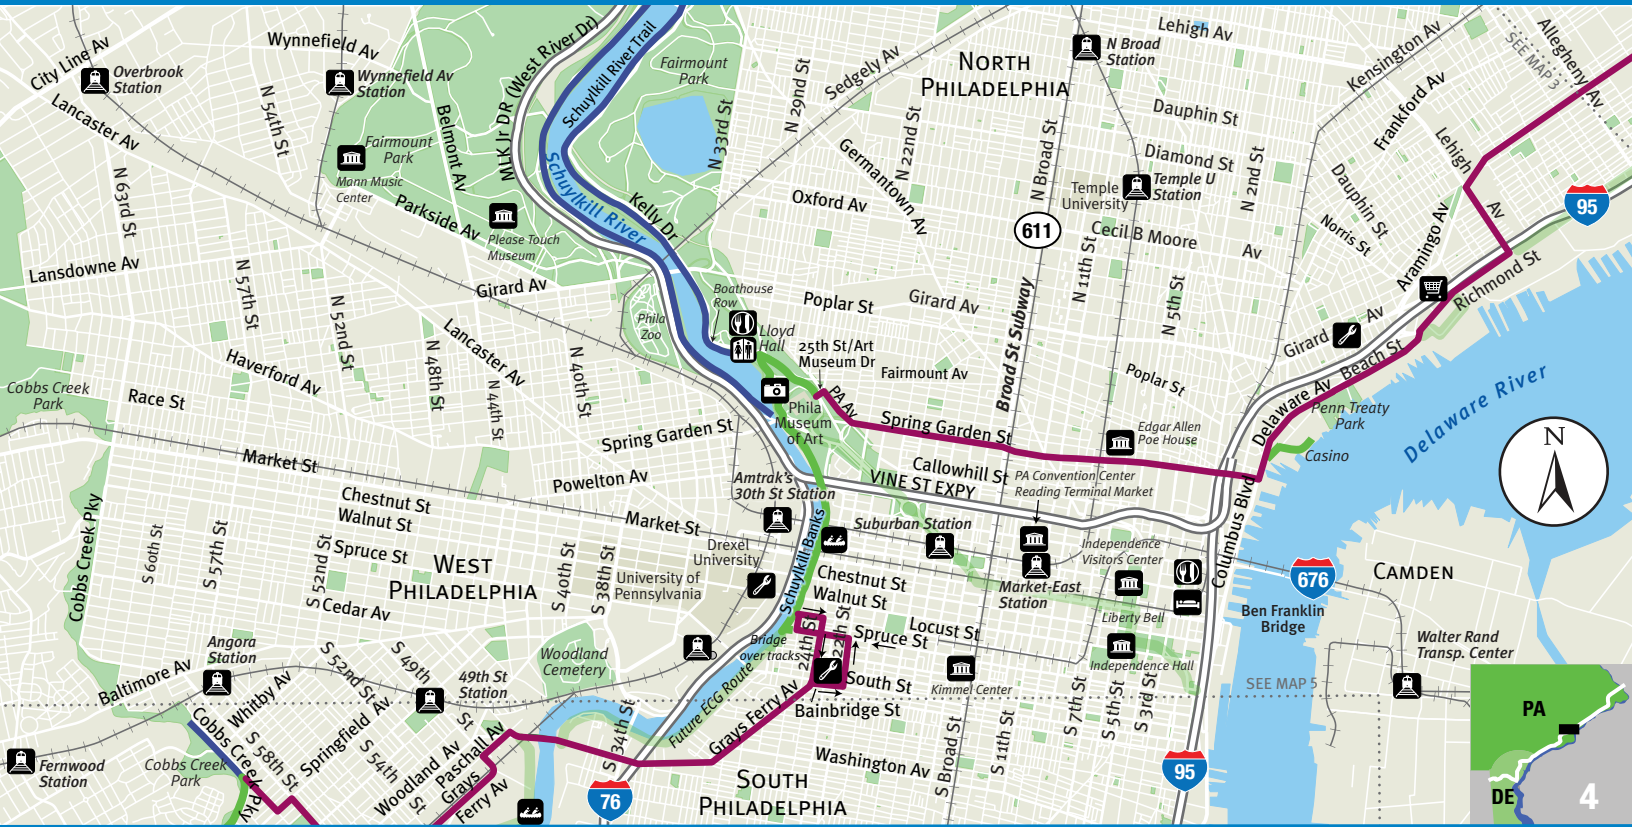 City Line Av
Overbrook
Station
Wynnefield Av
Wynnefield Av
Station
MLK Jr DR (West River Dr)
Schuylkill River Trail
Fairmount
Park
Sedgely Av
NORTH
PHILADELPHIA
N Broad
Station
Lehigh Av
Kensington Av
Allegheny Av
SEE MAP 3
Lancaster Av
N 54th St
Belmont Av
Fairmount
Park
Mann Music
Center
N 29th St
N 33rd St
N 22nd St
Germantown Av
Dauphin St
Diamond St
Frankford Av
Lehigh
Av
N Broad St
Temple
University
Temple U
Station
N 2nd St
Dauphin St
Norris St
95
N 63rd St
Parkside Av
Please Touch
Museum
Schuylkill River
Kelly Dr
Oxford Av
611
Cecil B Moore
Av
Aramingo Av
Richmond St
Lansdowne Av
N 57th St
N 52nd St
Girard Av
Boathouse
Row
Phila
Zoo
Lloyd
Hall
Poplar St
Girard Av
N 11th St
N 5th St
Broad St Subway
Girard Av
Beach St
Lancaster Av
Haverford Av
N 48th St
N 44th St
N 40th St
25th St/Art
Museum Dr
Fairmount Av
Poplar St
Delaware Av
Penn Treaty
Park
Delaware River
N
Cobbs Creek
Park
Race St
PA Av
Phila
Museum
of Art
Spring Garden St
Spring Garden St
Edgar Allen
Poe House
Casino
Market St
Powelton Av
Amtrak's
30th St Station
Callowhill St
VINE ST EXPY
PA Convention Center
Reading Terminal Market
Columbus Blvd
Cobbs Creek Pky
Chestnut St
Walnut St
Spruce St
Market St
Schuylkill Banks
Suburban Station
Independence
Visitors Center
S 60th St
S 57th St
S 52nd St
WEST
PHILADELPHIA
S 40th St
S 38th St
Drexel
University
University of
Pennsylvania
Chestnut St
Walnut St
Market-East
Station
Liberty Bell
676
Ben Franklin
Bridge
CAMDEN
Cedar Av
Bridge
over tracks
24th St
22th St
Spruce St
Locust St
Independence Hall
Walter Rand
Transp. Center
Angora
Station
Baltimore Av
Whitby Av
S 52nd St
S 49th
St
49th St
Station
Woodland
Cemetery
Future ECG Route
South St
Kimmel Center
Bainbridge St
SEE MAP 5
S 7th St
S 5th St
S 3rd St
Cobbs Creek Pky
S 58th St
Springfield Av
S 54th
St
Woodland Av
Paschall Av
Grays
Ferry Av
S 34th St
Grays Ferry Av
Washington Av
S Broad St
S 11th St
Fernwood
Station
Cobbs Creek
Park
76
SOUTH
PHILADELPHIA
95
PA
DE
4